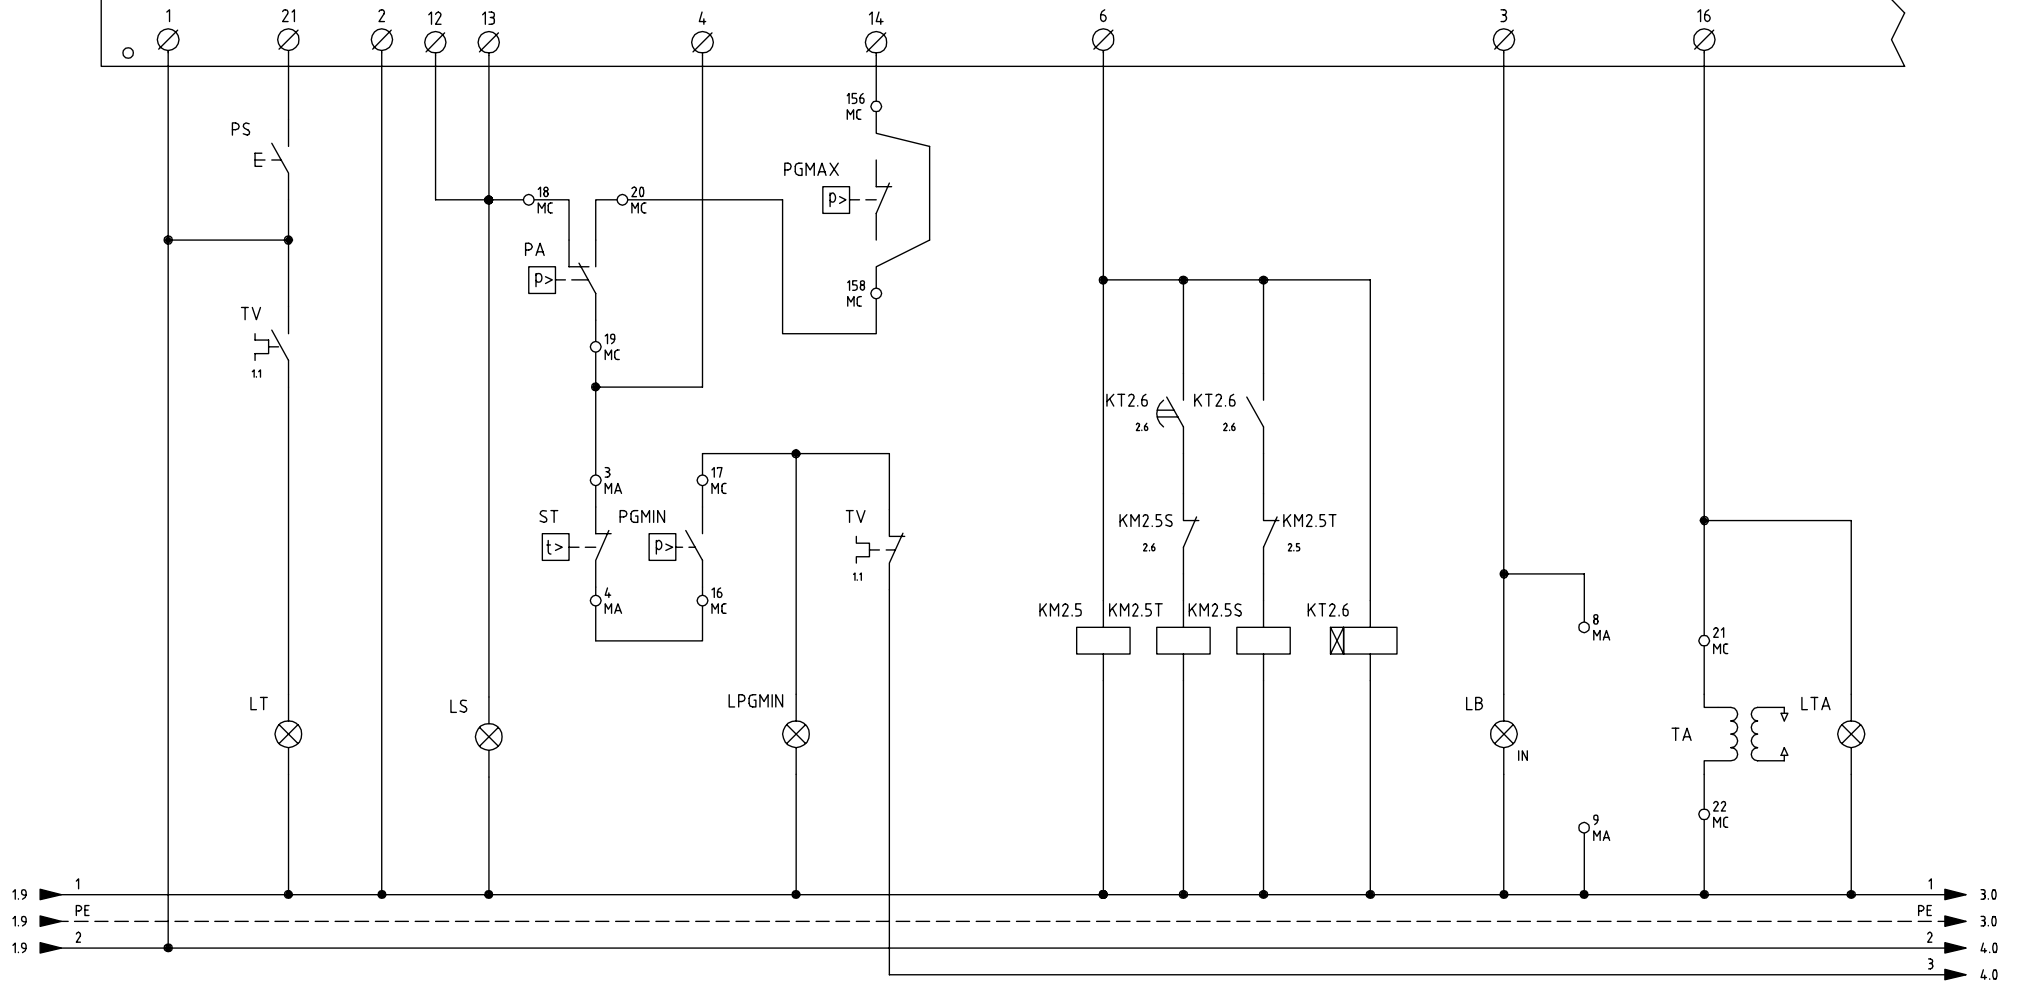 1 21 2 12 13 4 14 6 3 16
156
MC
PS
PGMAX
p>
18
MC
20
MC
PA
p>
158
MC
TV
1.1
19
MC
KT2.6
2.6
KT2.6
2.6
3
MA
17
MC
ST
t>
PGMIN
p>
TV
1.1
KM2.5S
2.6
KM2.5T
2.5
4
MA
16
MC
KM2.5 KM2.5T KM2.5S KT2.6
8
MA
21
MC
LT
LS
LPGMIN
LB
IN
TA
LTA
22
MC
9
MA
1.9 1 1 3.0
1.9 PE PE 3.0
1.9 2 2 4.0
3 4.0